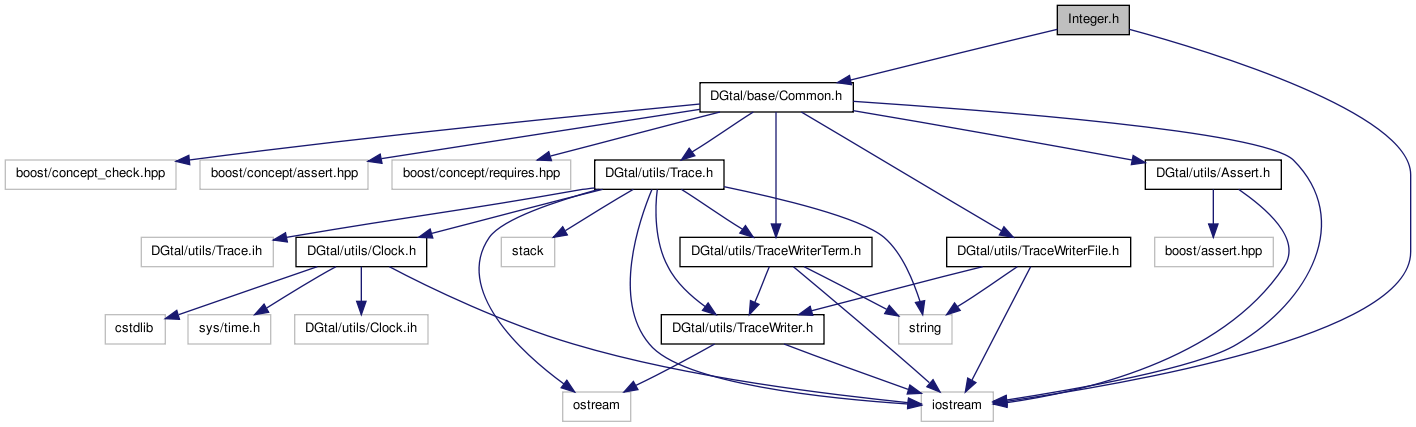 Integer.h
DGtal/base/Common.h
boost/concept_check.hpp
boost/concept/assert.hpp
boost/concept/requires.hpp
DGtal/utils/Trace.h
DGtal/utils/Assert.h
DGtal/utils/Trace.ih
DGtal/utils/Clock.h
stack
DGtal/utils/TraceWriterTerm.h
DGtal/utils/TraceWriterFile.h
boost/assert.hpp
cstdlib
sys/time.h
DGtal/utils/Clock.ih
DGtal/utils/TraceWriter.h
string
ostream
iostream